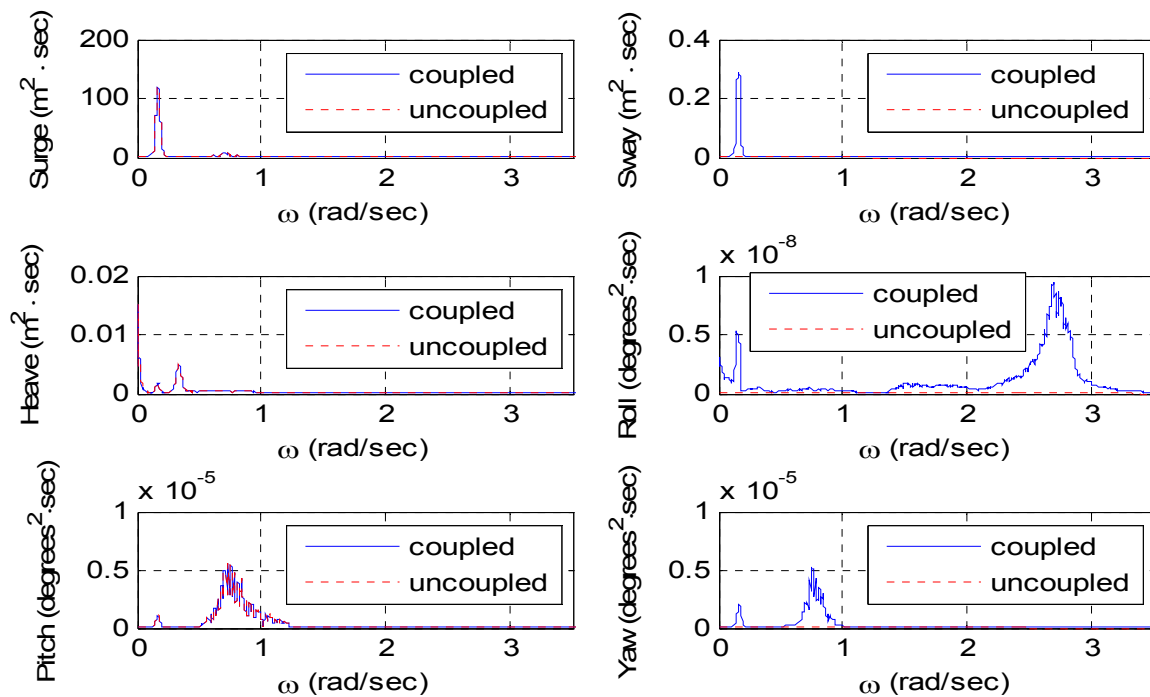 Surge (m² · sec)
200
100
0
coupled
uncoupled
0 1 2 3
ω (rad/sec)
Sway (m² · sec)
0.4
0.2
0
coupled
uncoupled
0 1 2 3
ω (rad/sec)
Heave (m² · sec)
0.02
0.01
0
coupled
uncoupled
0 1 2 3
ω (rad/sec)
Roll (degrees²·sec)
x 10⁻⁸
1
0.5
0
coupled
uncoupled
0 1 2 3
ω (rad/sec)
Pitch (degrees²·sec)
x 10⁻⁵
1
0.5
0
coupled
uncoupled
0 1 2 3
ω (rad/sec)
Yaw (degrees²·sec)
x 10⁻⁵
1
0.5
0
coupled
uncoupled
0 1 2 3
ω (rad/sec)